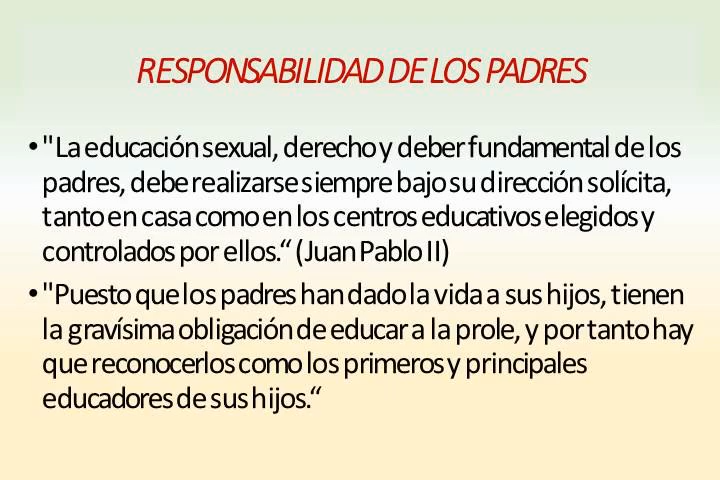 RESPONSABILIDAD DE LOS PADRES
• "La educación sexual, derecho y deber fundamental de los
padres, debe realizarse siempre bajo su dirección solícita,
tanto en casa como en los centros educativos elegidos y
controlados por ellos.“ (Juan Pablo II)
• "Puesto que los padres han dado la vida a sus hijos, tienen
la gravísima obligación de educar a la prole, y por tanto hay
que reconocerlos como los primeros y principales
educadores de sus hijos.“